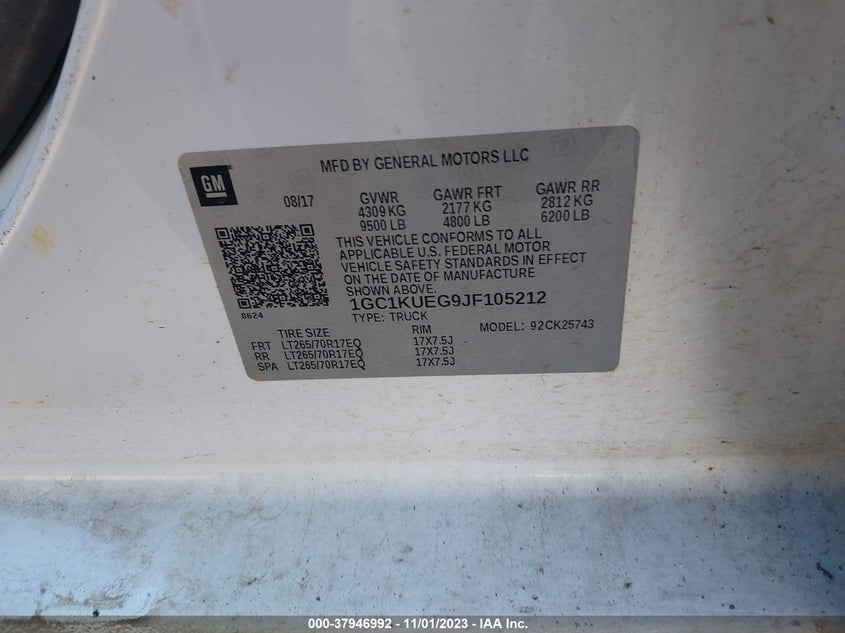 MFD BY GENERAL MOTORS LLC
GM
08/17 GVWR GAWR FRT GAWR RR
4309 KG 2177 KG 2812 KG
9500 LB 4800 LB 6200 LB
THIS VEHICLE CONFORMS TO ALL
APPLICABLE U.S. FEDERAL MOTOR
VEHICLE SAFETY STANDARDS IN EFFECT
ON THE DATE OF MANUFACTURE
SHOWN ABOVE.
1GC1KUEG9JF105212
8624
TYPE: TRUCK MODEL: 92CK25743
TIRE SIZE RIM
FRT LT265/70R17EQ 17X7.5J
RR LT265/70R17EQ 17X7.5J
SPA LT265/70R17EQ 17X7.5J
000-37946992 - 11/01/2023 - IAA Inc.